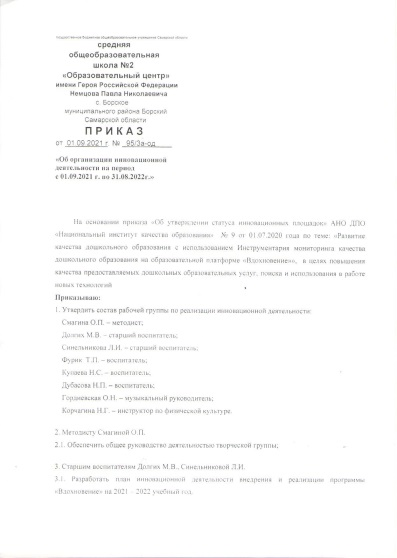 государственное бюджетное общеобразовательное учреждение Самарской области
средняя
общеобразовательная
школа №2
«Образовательный центр»
имени Героя Российской Федерации
Немцова Павла Николаевича
с. Борское
муниципального района Борский
Самарской области
ПРИКАЗ
от 01.09.2021 г № 95/3а-од
«Об организации инновационной
деятельности на период
с 01.09.2021 г. по 31.08.2022г.»
На основании приказа «Об утверждении статуса инновационных площадок» АНО ДПО
«Национальный институт качества образования» № 9 от 01.07.2020 года по теме: «Развитие
качества дошкольного образования с использованием Инструментария мониторинга качества
дошкольного образования на образовательной платформе «Вдохновение»», в целях повышения
качества предоставляемых дошкольных образовательных услуг, поиска и использования в работе
новых технологий
Приказываю:
1. Утвердить состав рабочей группы по реализации инновационной деятельности:
Смагина О.П. – методист;
Долгих М.В. – старший воспитатель;
Синельникова Л.И. – старший воспитатель;
Фурик Т.П. – воспитатель;
Куляева Н.С. – воспитатель;
Дубасова Н.П. – воспитатель;
Гордиевская О.Н. – музыкальный руководитель;
Корчагина Н.Г. – инструктор по физической культуре.
2. Методисту Смагиной О.П.
2.1. Обеспечить общее руководство деятельностью творческой группы;
3. Старшим воспитателям Долгих М.В., Синельниковой Л.И.
3.1. Разработать план инновационной деятельности внедрения и реализации программы
«Вдохновение» на 2021 – 2022 учебный год.